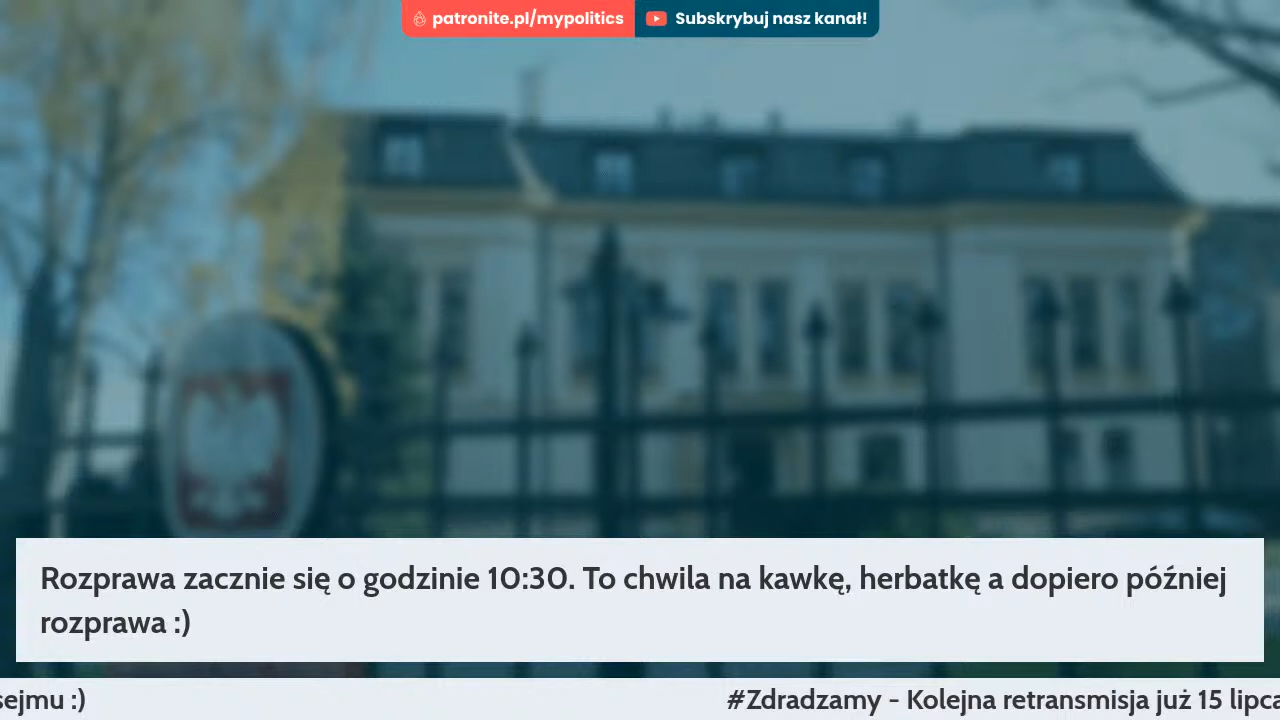 patronite.pl/mypolitics
Subskrybuj nasz kanał!
Rozprawa zacznie się o godzinie 10:30. To chwila na kawkę, herbatkę a dopiero później
rozprawa :)
sejmu :)
#Zdradzamy - Kolejna retransmisja już 15 lipca